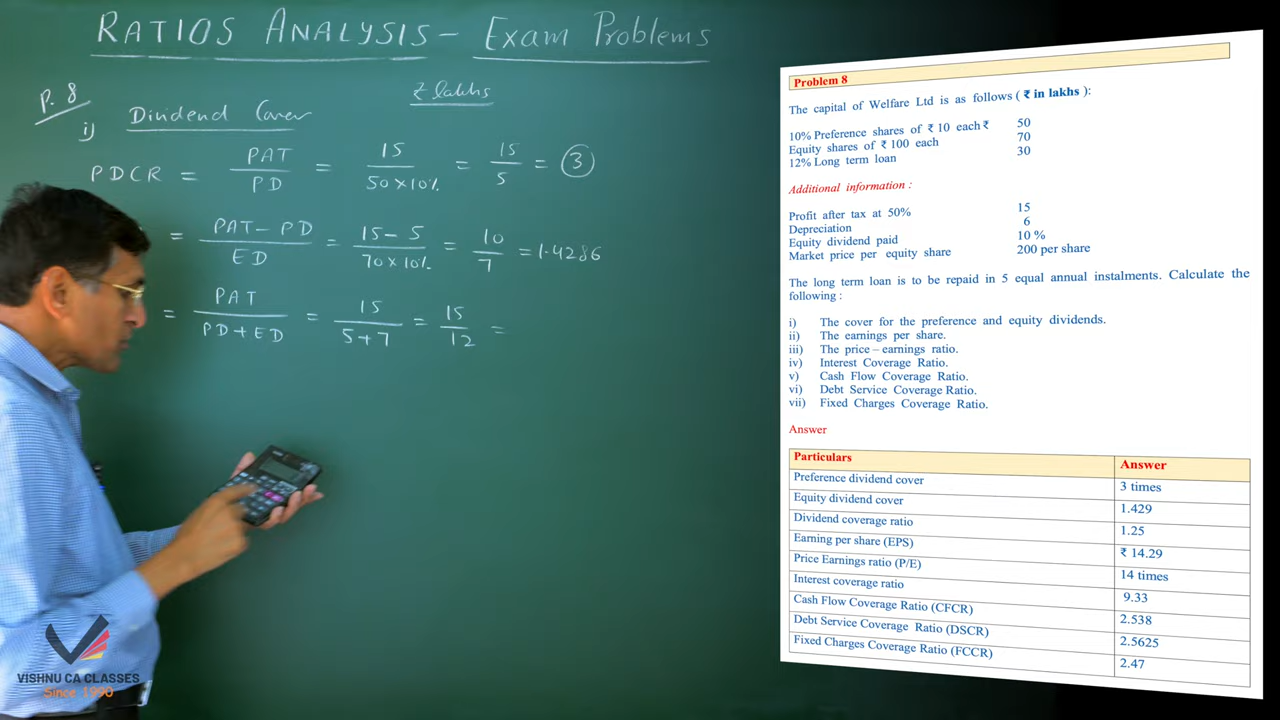 RATIOS ANALYSIS - Exam Problems
P. 8
₹ lakhs
i) Dividend Cover
PDCR = PAT / PD = 15 / 50×10% = 15 / 5 = 3
= PAT - PD / ED = 15 - 5 / 70×10% = 10 / 7 = 1.4286
= PAT / PD + ED = 15 / 5+7 = 15 / 12 =
VISHNU CA CLASSES
Since 1990
Problem 8
The capital of Welfare Ltd is as follows ( ₹ in lakhs ):
10% Preference shares of ₹ 10 each ₹ 50
Equity shares of ₹ 100 each 70
12% Long term loan 30
Additional information :
Profit after tax at 50% 15
Depreciation 6
Equity dividend paid 10 %
Market price per equity share 200 per share
The long term loan is to be repaid in 5 equal annual instalments. Calculate the
following :
i) The cover for the preference and equity dividends.
ii) The earnings per share.
iii) The price – earnings ratio.
iv) Interest Coverage Ratio.
v) Cash Flow Coverage Ratio.
vi) Debt Service Coverage Ratio.
vii) Fixed Charges Coverage Ratio.
Answer
Particulars Answer
Preference dividend cover 3 times
Equity dividend cover 1.429
Dividend coverage ratio 1.25
Earning per share (EPS) ₹ 14.29
Price Earnings ratio (P/E) 14 times
Interest coverage ratio 9.33
Cash Flow Coverage Ratio (CFCR) 2.538
Debt Service Coverage Ratio (DSCR) 2.5625
Fixed Charges Coverage Ratio (FCCR) 2.47